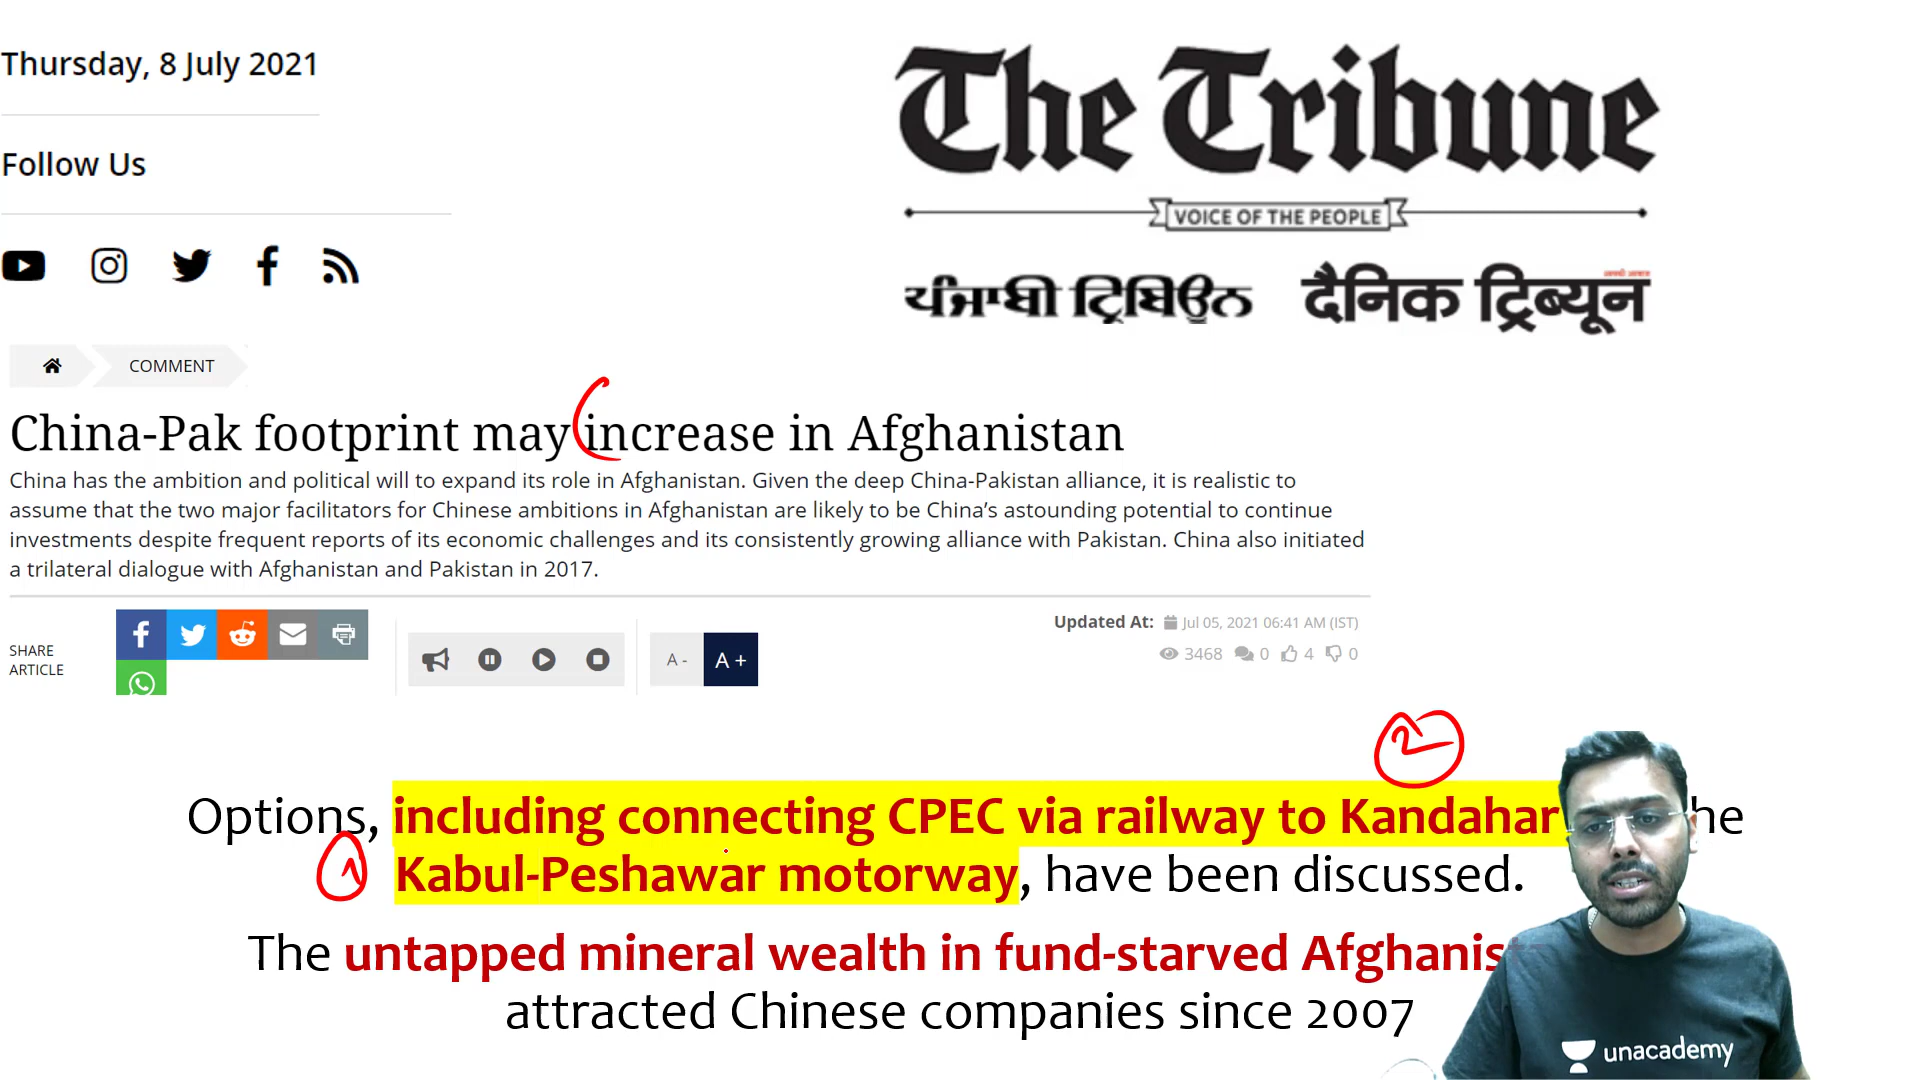 Thursday, 8 July 2021
Follow Us
The Tribune
VOICE OF THE PEOPLE
ਪੰਜਾਬੀ ਟ੍ਰਿਬਿਊਨ दैनिक ट्रिब्यून
COMMENT
China-Pak footprint may increase in Afghanistan
China has the ambition and political will to expand its role in Afghanistan. Given the deep China-Pakistan alliance, it is realistic to
assume that the two major facilitators for Chinese ambitions in Afghanistan are likely to be China's astounding potential to continue
investments despite frequent reports of its economic challenges and its consistently growing alliance with Pakistan. China also initiated
a trilateral dialogue with Afghanistan and Pakistan in 2017.
SHARE
ARTICLE
A - A +
Updated At: Jul 05, 2021 06:41 AM (IST)
3468 0 4 0
2
Options, including connecting CPEC via railway to Kandahar he
1
Kabul-Peshawar motorway, have been discussed.
The untapped mineral wealth in fund-starved Afghanis
attracted Chinese companies since 2007
unacademy